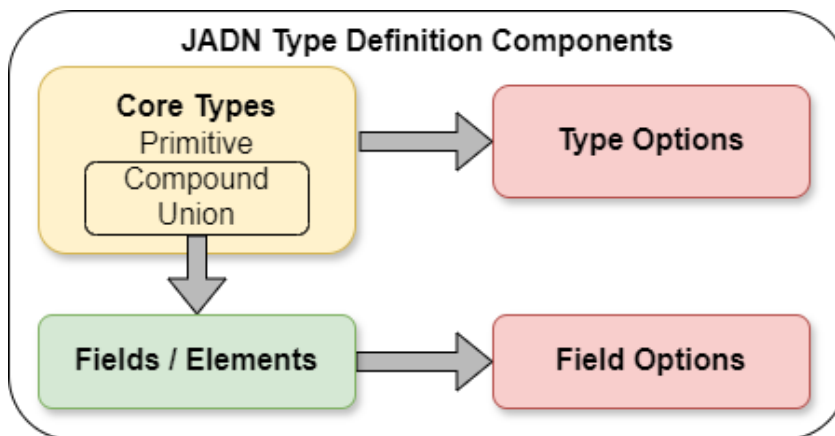 JADN Type Definition Components
Core Types
Primitive
Compound
Union
Type Options
Fields / Elements
Field Options